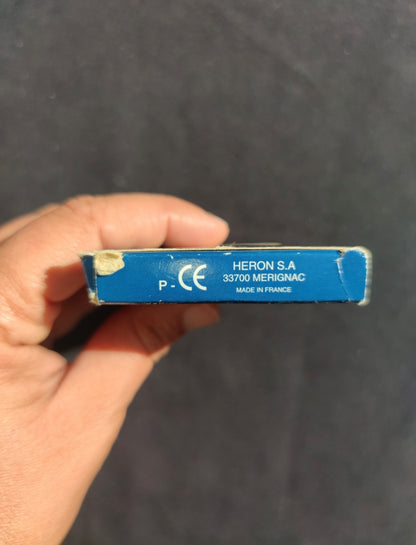 P-CE
HERON S.A
33700 MERIGNAC
MADE IN FRANCE